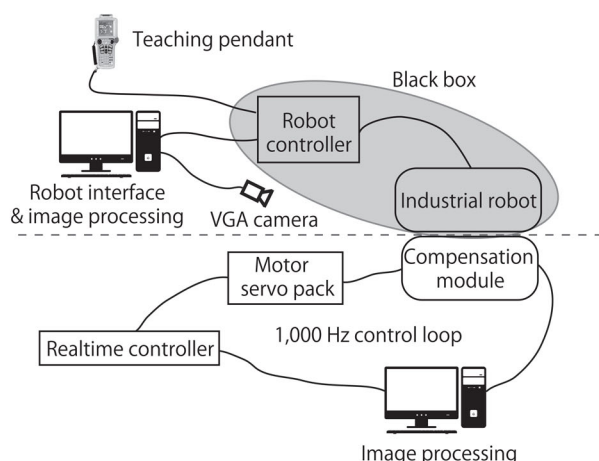 Teaching pendant
Black box
Robot
controller
Robot interface
& image processing
VGA camera
Industrial robot
Compensation
module
Motor
servo pack
1,000 Hz control loop
Realtime controller
Image processing